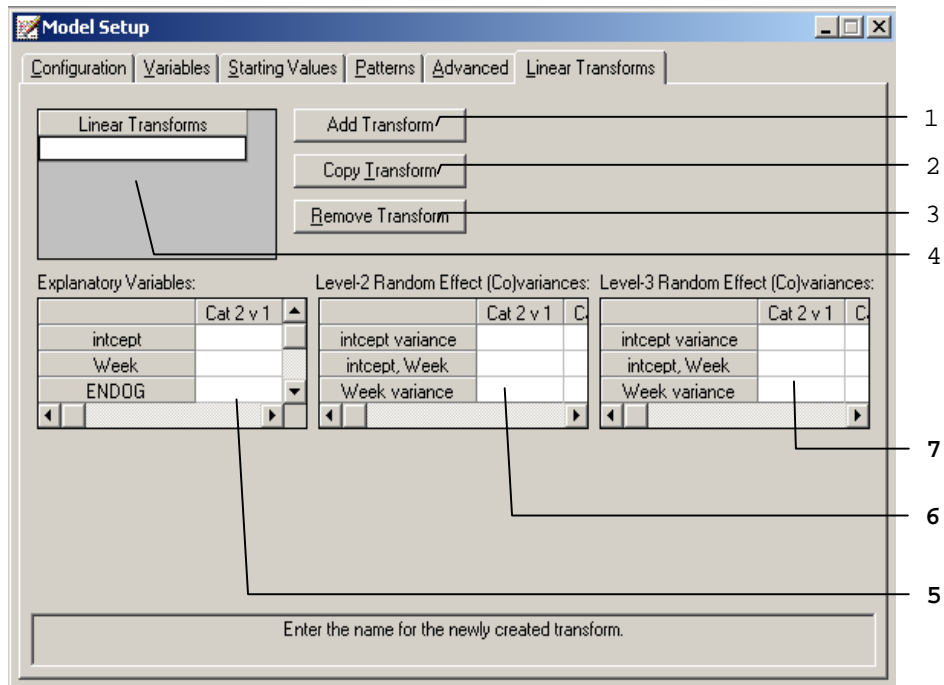 Model Setup
Configuration Variables Starting Values Patterns Advanced Linear Transforms
Linear Transforms
Add Transform
1
Copy Transform
2
Remove Transform
3
4
Explanatory Variables:
Cat 2 v 1
intcept
Week
ENDOG
5
Level-2 Random Effect (Co)variances:
Cat 2 v 1
intcept variance
intcept, Week
Week variance
6
Level-3 Random Effect (Co)variances:
Cat 2 v 1
intcept variance
intcept, Week
Week variance
7
Enter the name for the newly created transform.